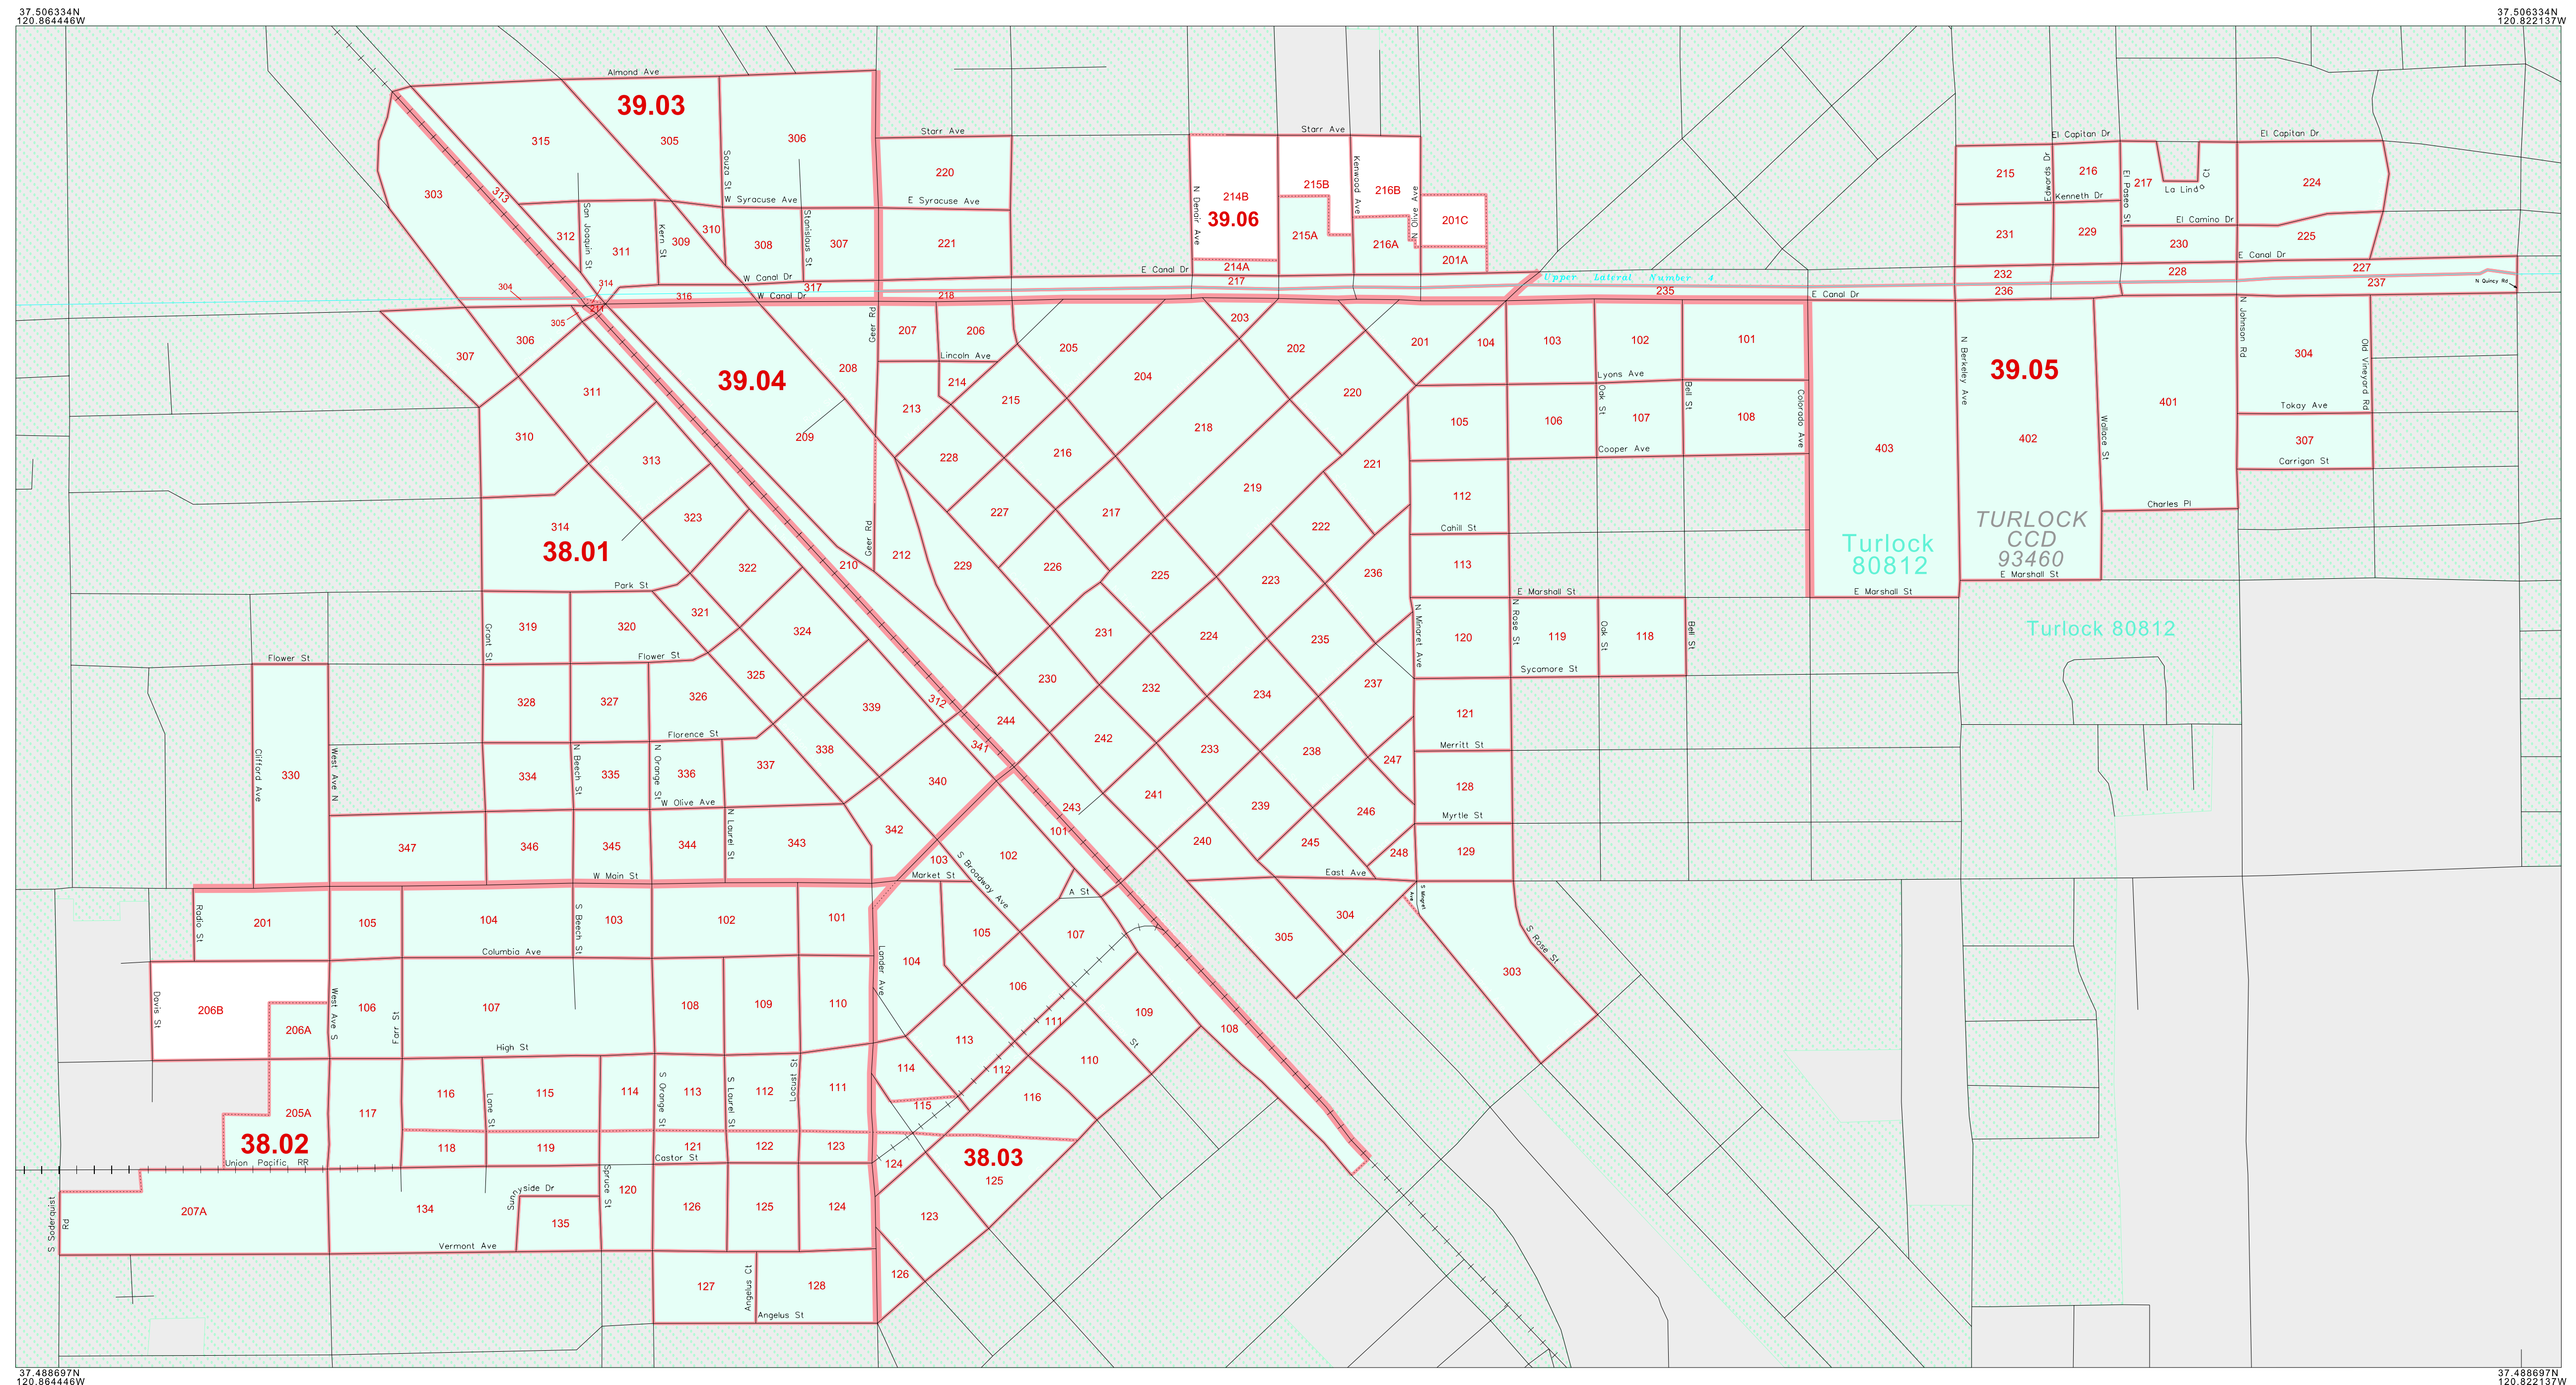 37.506334N
120.864446W
37.506334N
120.822137W
Almond Ave
39.03
315
305
306
303
313
Souza St
Starr Ave
220
Starr Ave
214B
39.06
N Denair Ave
215B
215A
Kenwood Ave
216B
216A
N Olive Ave
201C
201A
214A
El Capitan Dr
El Capitan Dr
215
Edwards Dr
216
Kenneth Dr
El Paseo St
217
La Linda
Ct
224
El Camino Dr
231
229
230
225
E Canal Dr
232
228
227
236
237
N Quincy Rd
W Syracuse Ave
E Syracuse Ave
312
San Joaquin St
311
Kern St
309
310
308
Stanislaus St
307
221
W Canal Dr
E Canal Dr
304
314
316
317
W Canal Dr
218
217
Upper Lateral Number 4
235
E Canal Dr
305
211
306
307
311
310
313
314
38.01
323
322
Park St
Grant St
319
320
321
324
Flower St
Flower St
328
327
326
325
339
312
341
Florence St
330
Clifford Ave
West Ave N
334
N Beech St
335
N Orange St
336
337
338
340
W Olive Ave
347
346
345
344
N Laurel St
343
342
W Main St
39.04
208
209
Geer Rd
Geer Rd
207
206
Lincoln Ave
214
213
215
205
204
203
202
201
104
220
218
216
228
227
217
219
221
222
212
210
229
226
225
223
236
231
224
235
230
232
234
237
244
242
233
238
247
243
241
239
246
240
245
248
East Ave
103
102
101
Lyons Ave
105
106
Oak St
107
Bell St
108
Colorado Ave
Cooper Ave
112
Cahill St
113
E Marshall St
N Minaret Ave
120
N Rose St
119
Oak St
118
Bell St
Sycamore St
121
Merritt St
128
Myrtle St
129
403
N Berkeley Ave
39.05
402
Wallace St
401
N Johnson Rd
304
Old Vineyard Rd
Tokay Ave
307
Carrigan St
Charles Pl
TURLOCK
CCD
93460
Turlock
80812
E Marshall St
E Marshall St
Turlock 80812
201
Radio St
105
104
S Beech St
103
102
101
Columbia Ave
206B
Davis St
206A
West Ave S
106
Farr St
107
108
109
110
High St
205A
38.02
117
116
Lane St
115
114
S Orange St
113
S Laurel St
112
Locust St
111
118
119
121
122
123
Castor St
Union Pacific RR
S Soderquist
Rd
207A
134
Sunnyside Dr
135
Spruce St
120
126
125
124
Vermont Ave
127
Angelus Ct
128
Angelus St
101
102
103
Market St
S Broadway Ave
A St
Lander Ave
104
105
107
106
111
109
St
113
112
110
108
114
115
116
124
38.03
125
123
126
305
304
S Minaret
Ave
303
S Rose St
37.488697N
120.864446W
37.488697N
120.822137W